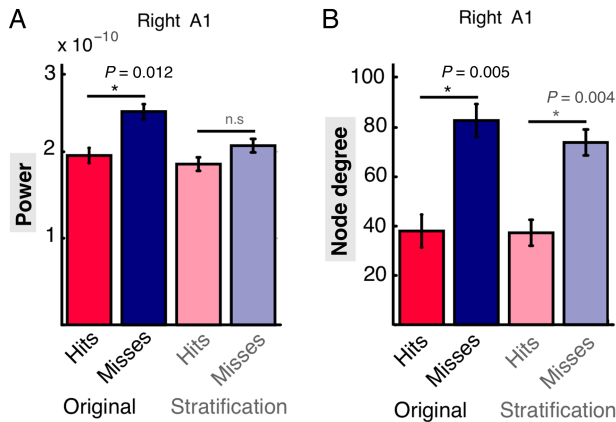 A
Right A1
x 10⁻¹⁰
3
2
1
Power
P = 0.012
*
n.s
Hits
Misses
Hits
Misses
Original
Stratification
B
Right A1
100
80
60
40
20
Node degree
P = 0.005
*
P = 0.004
*
Hits
Misses
Hits
Misses
Original
Stratification